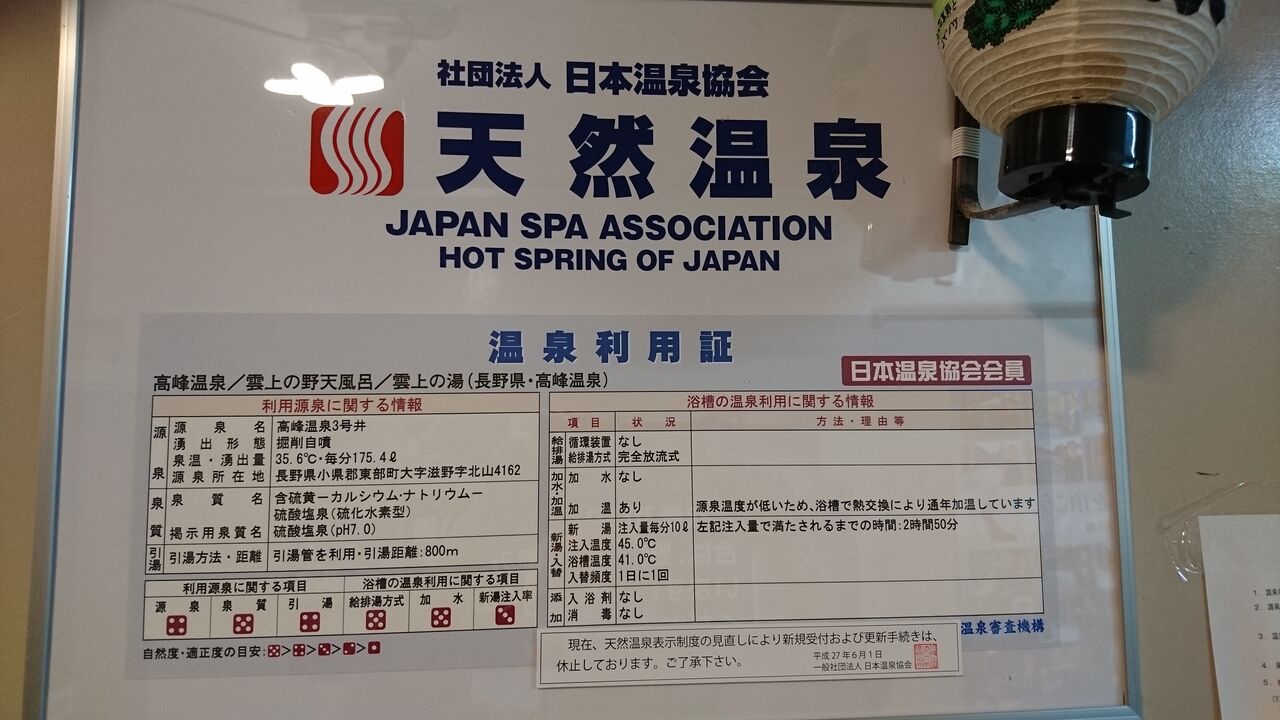 社団法人 日本温泉協会
天然温泉
JAPAN SPA ASSOCIATION
HOT SPRING OF JAPAN
温泉利用証
日本温泉協会会員
高峰温泉／雲上の野天風呂／雲上の湯(長野県・高峰温泉)
利用源泉に関する情報
源泉
源泉名 高峰温泉3号井
湧出形態 掘削自噴
泉温・湧出量 35.6℃・毎分175.4ℓ
源泉所在地 長野県小県郡東部町大字滋野字北山4162
泉質
泉質名 含硫黄ーカルシウム・ナトリウムー
硫酸塩泉(硫化水素型)
掲示用泉質名 硫酸塩泉(pH7.0)
引湯
引湯方法・距離 引湯管を利用・引湯距離:800m
利用源泉に関する項目 浴槽の温泉利用に関する項目
源泉 泉質 引湯 給排湯方式 加水 新湯注入率
自然度・適正度の目安:
浴槽の温泉利用に関する情報
項目 状況 方法・理由等
給排湯
循環装置 なし
給排湯方式 完全放流式
加水・加温
加水 なし
加温 あり 源泉温度が低いため、浴槽で熱交換により通年加温しています
新湯・入替
新湯 注入量毎分10ℓ 左記注入量で満たされるまでの時間:2時間50分
注入温度 45.0℃
浴槽温度 41.0℃
入替頻度 1日に1回
添加
入浴剤 なし
消毒 なし
温泉審査機構
現在、天然温泉表示制度の見直しにより新規受付および更新手続きは、
休止しております。ご了承下さい。
平成27年6月1日
一般社団法人 日本温泉協会